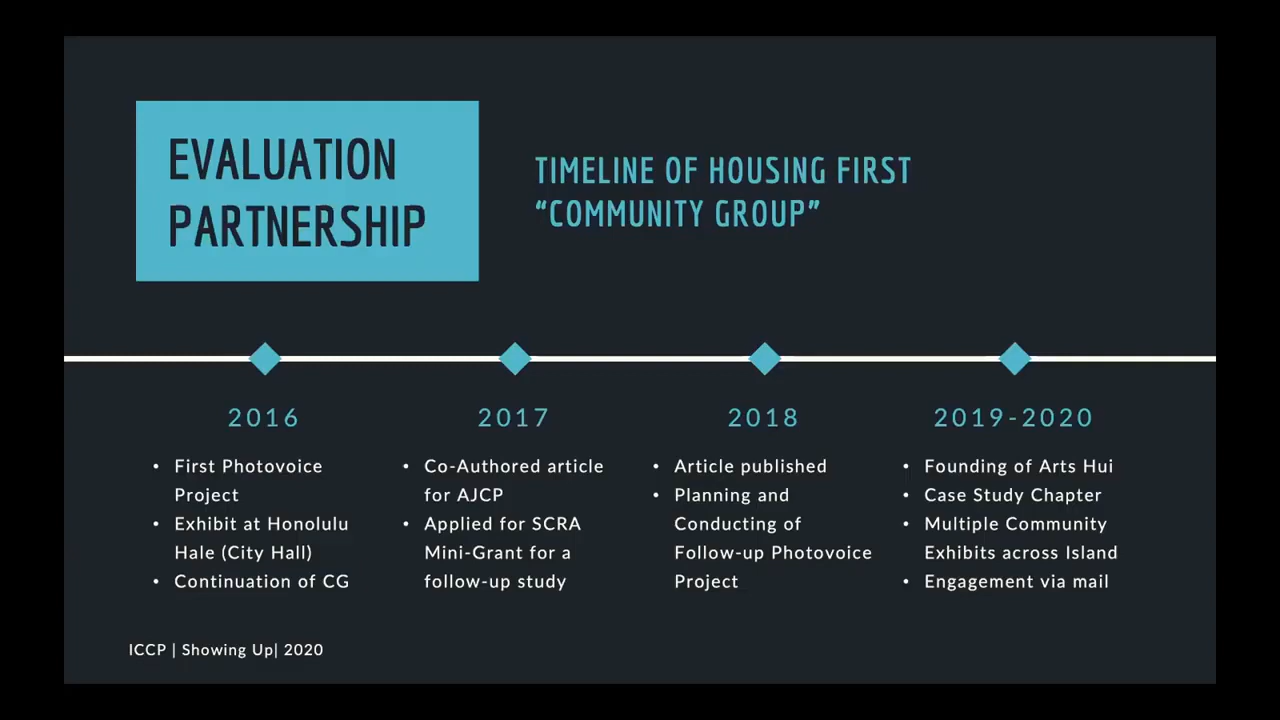 EVALUATION
PARTNERSHIP
TIMELINE OF HOUSING FIRST
“COMMUNITY GROUP”
2016
• First Photovoice
Project
• Exhibit at Honolulu
Hale (City Hall)
• Continuation of CG
2017
• Co-Authored article
for AJCP
• Applied for SCRA
Mini-Grant for a
follow-up study
2018
• Article published
• Planning and
Conducting of
Follow-up Photovoice
Project
2019-2020
• Founding of Arts Hui
• Case Study Chapter
• Multiple Community
Exhibits across Island
• Engagement via mail
ICCP | Showing Up| 2020